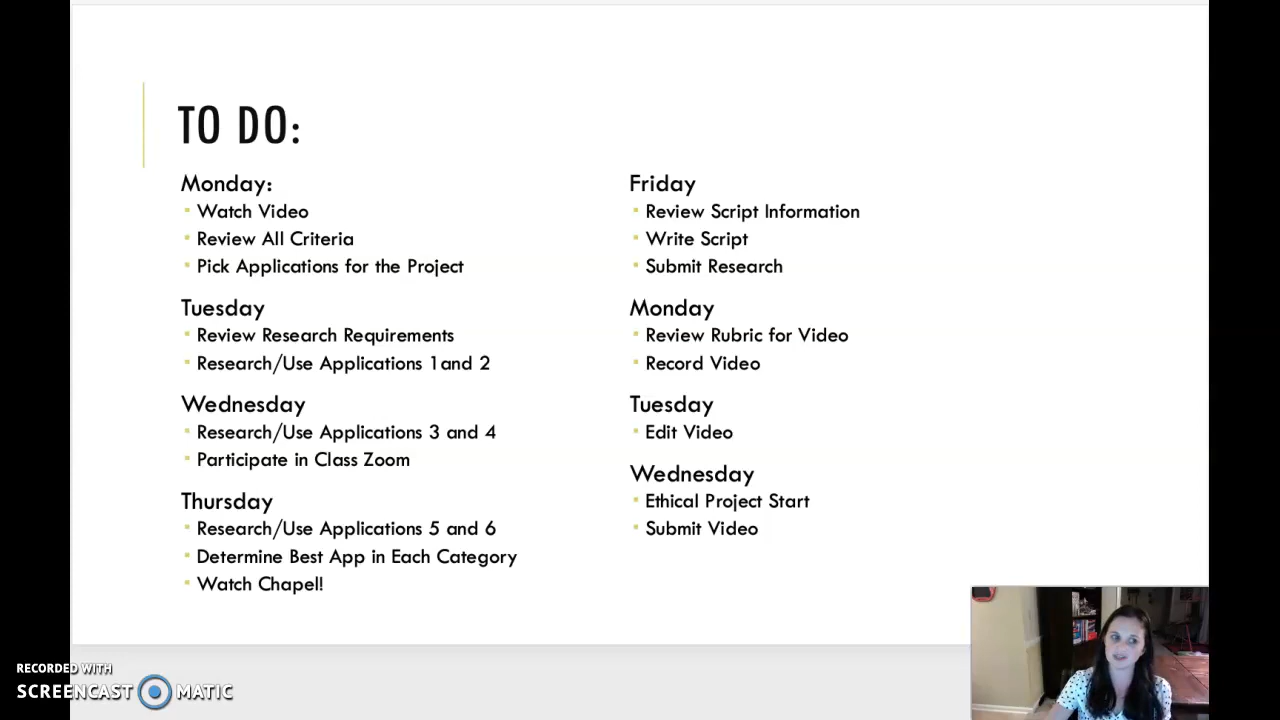 TO DO:
Monday:
Watch Video
Review All Criteria
Pick Applications for the Project
Tuesday
Review Research Requirements
Research/Use Applications 1and 2
Wednesday
Research/Use Applications 3 and 4
Participate in Class Zoom
Thursday
Research/Use Applications 5 and 6
Determine Best App in Each Category
Watch Chapel!
Friday
Review Script Information
Write Script
Submit Research
Monday
Review Rubric for Video
Record Video
Tuesday
Edit Video
Wednesday
Ethical Project Start
Submit Video
RECORDED WITH
SCREENCAST MATIC